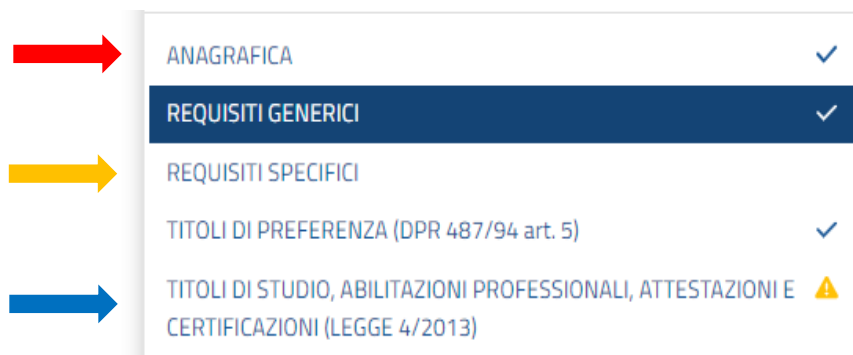 ANAGRAFICA
REQUISITI GENERICI
REQUISITI SPECIFICI
TITOLI DI PREFERENZA (DPR 487/94 art. 5)
TITOLI DI STUDIO, ABILITAZIONI PROFESSIONALI, ATTESTAZIONI E
CERTIFICAZIONI (LEGGE 4/2013)